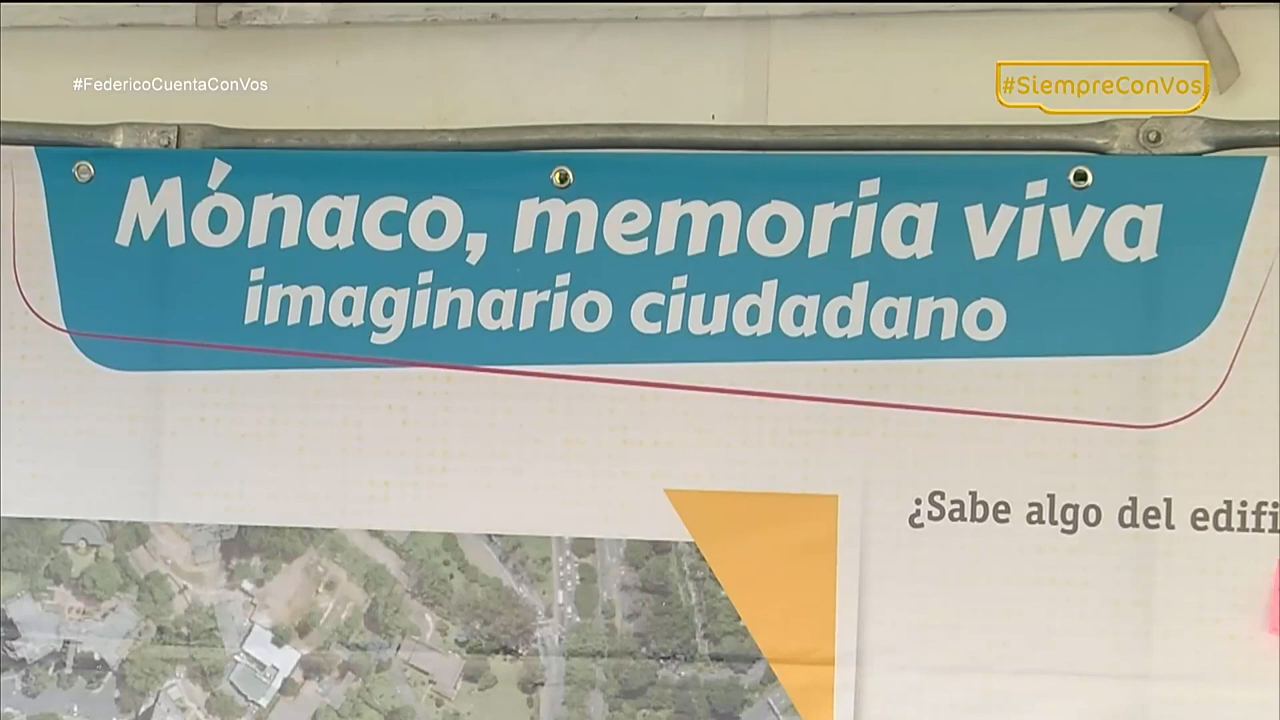 #FedericoCuentaConVos
#SiempreConVos
Mónaco, memoria viva
imaginario ciudadano
¿Sabe algo del edifi